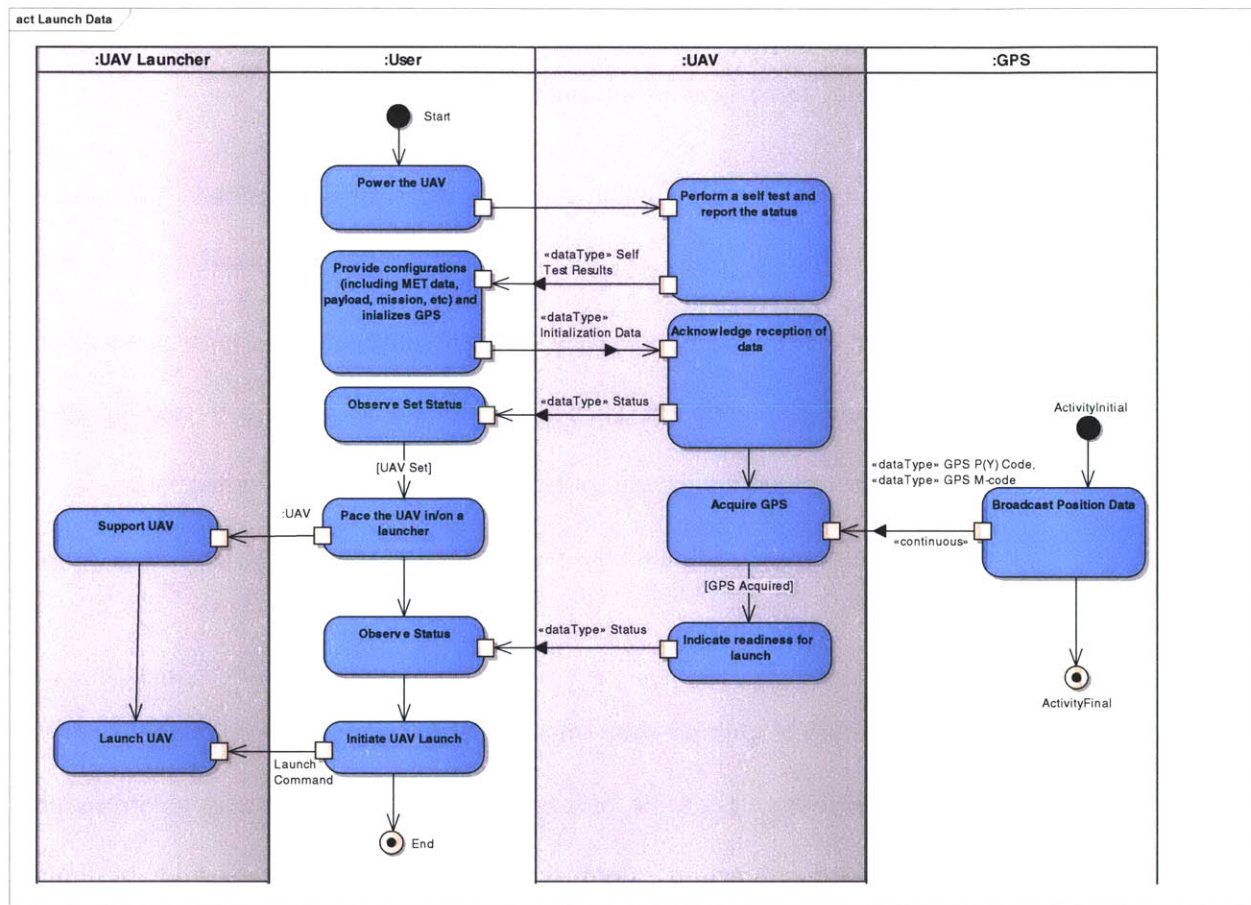 act Launch Data
:UAV Launcher
:User
:UAV
:GPS
Start
Power the UAV
Perform a self test and
report the status
«dataType» Self
Test Results
Provide configurations
(including MET data,
payload, mission, etc) and
inializes GPS
«dataType»
Initialization Data
Acknowledge reception of
data
Observe Set Status
«dataType» Status
ActivityInitial
[UAV Set]
«dataType» GPS P(Y) Code,
«dataType» GPS M-code
Support UAV
:UAV
Pace the UAV in/on a
launcher
Acquire GPS
Broadcast Position Data
«continuous»
[GPS Acquired]
Observe Status
«dataType» Status
Indicate readiness for
launch
ActivityFinal
Launch UAV
Launch
Command
Initiate UAV Launch
End